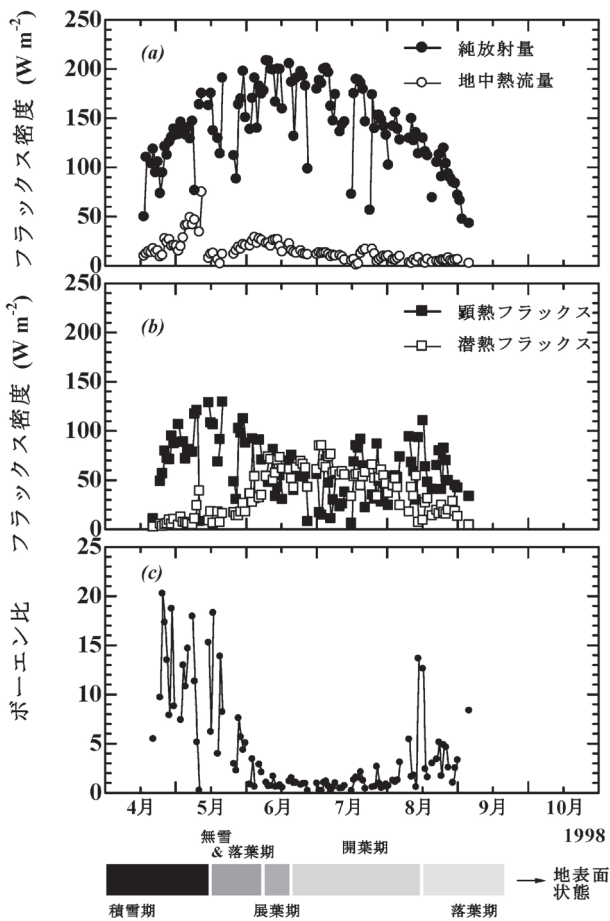 フラックス密度 (W m-2)
250
200
150
100
50
0
(a)
純放射量
地中熱流量
フラックス密度 (W m-2)
250
200
150
100
50
0
(b)
顕熱フラックス
潜熱フラックス
ボーエン比
25
20
15
10
5
0
(c)
4月 5月 6月 7月 8月 9月 10月
1998
無雪
& 落葉期
開葉期
地表面
状態
積雪期
展葉期
落葉期